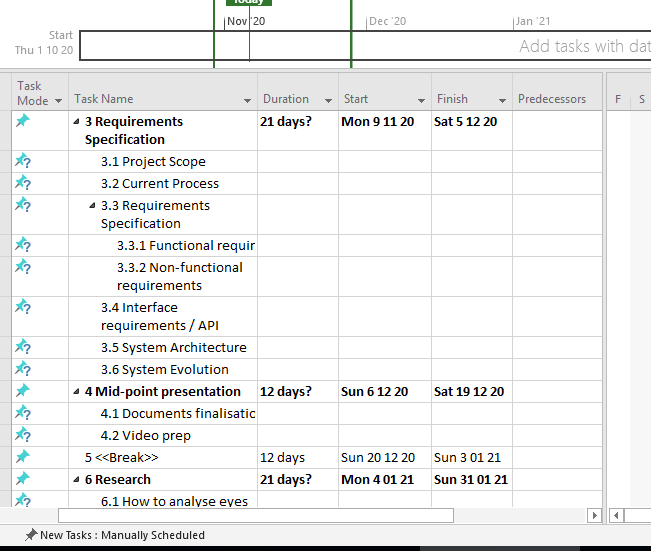 Today
Nov '20
Dec '20
Jan '21
Start
Thu 1 10 20
Add tasks with dat
Task Mode
Task Name
Duration
Start
Finish
Predecessors
F
S
3 Requirements Specification
21 days?
Mon 9 11 20
Sat 5 12 20
3.1 Project Scope
3.2 Current Process
3.3 Requirements Specification
3.3.1 Functional requir
3.3.2 Non-functional requirements
3.4 Interface requirements / API
3.5 System Architecture
3.6 System Evolution
4 Mid-point presentation
12 days?
Sun 6 12 20
Sat 19 12 20
4.1 Documents finalisatic
4.2 Video prep
5 <<Break>>
12 days
Sun 20 12 20
Sun 3 01 21
6 Research
21 days?
Mon 4 01 21
Sun 31 01 21
6.1 How to analyse eyes
New Tasks : Manually Scheduled